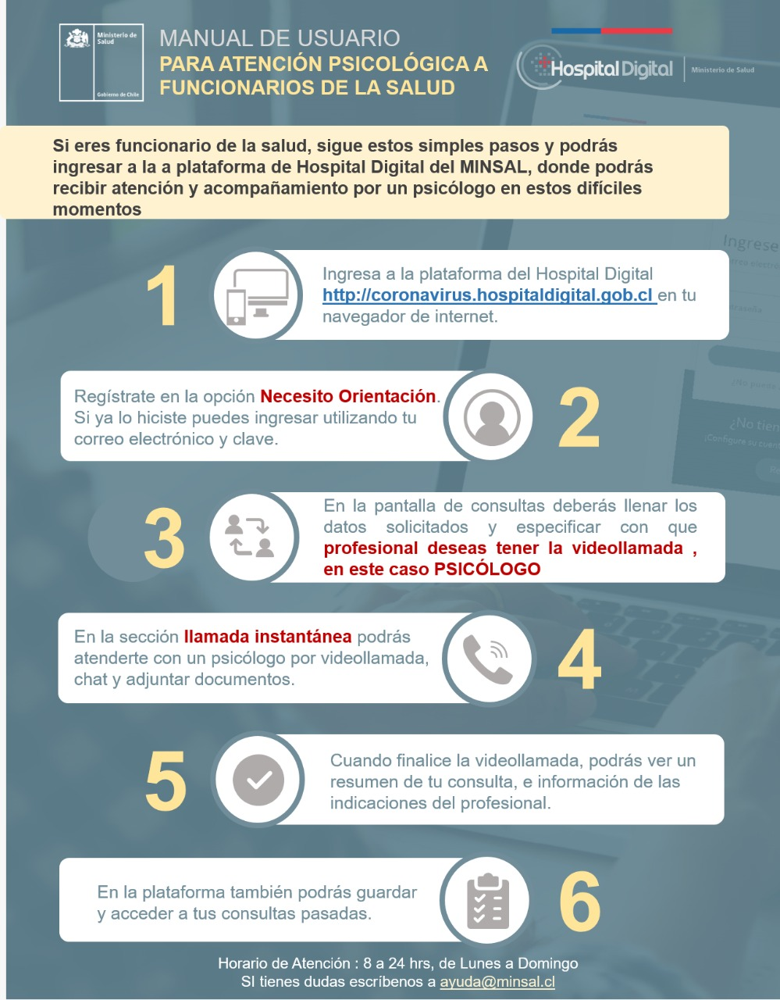 Ministerio de
Salud
Gobierno de Chile
MANUAL DE USUARIO
PARA ATENCIÓN PSICOLÓGICA A
FUNCIONARIOS DE LA SALUD
Hospital Digital
Ministerio de Salud
Si eres funcionario de la salud, sigue estos simples pasos y podrás
ingresar a la a plataforma de Hospital Digital del MINSAL, donde podrás
recibir atención y acompañamiento por un psicólogo en estos difíciles
momentos
Ingrese
1
Ingresa a la plataforma del Hospital Digital
http://coronavirus.hospitaldigital.gob.cl en tu
navegador de internet.
Regístrate en la opción Necesito Orientación.
Si ya lo hiciste puedes ingresar utilizando tu
correo electrónico y clave.
2
¿No tien
¡Configure su cuen
3
En la pantalla de consultas deberás llenar los
datos solicitados y especificar con que
profesional deseas tener la videollamada ,
en este caso PSICÓLOGO
En la sección llamada instantánea podrás
atenderte con un psicólogo por videollamada,
chat y adjuntar documentos.
4
5
Cuando finalice la videollamada, podrás ver un
resumen de tu consulta, e información de las
indicaciones del profesional.
En la plataforma también podrás guardar
y acceder a tus consultas pasadas.
6
Horario de Atención : 8 a 24 hrs, de Lunes a Domingo
SI tienes dudas escríbenos a ayuda@minsal.cl